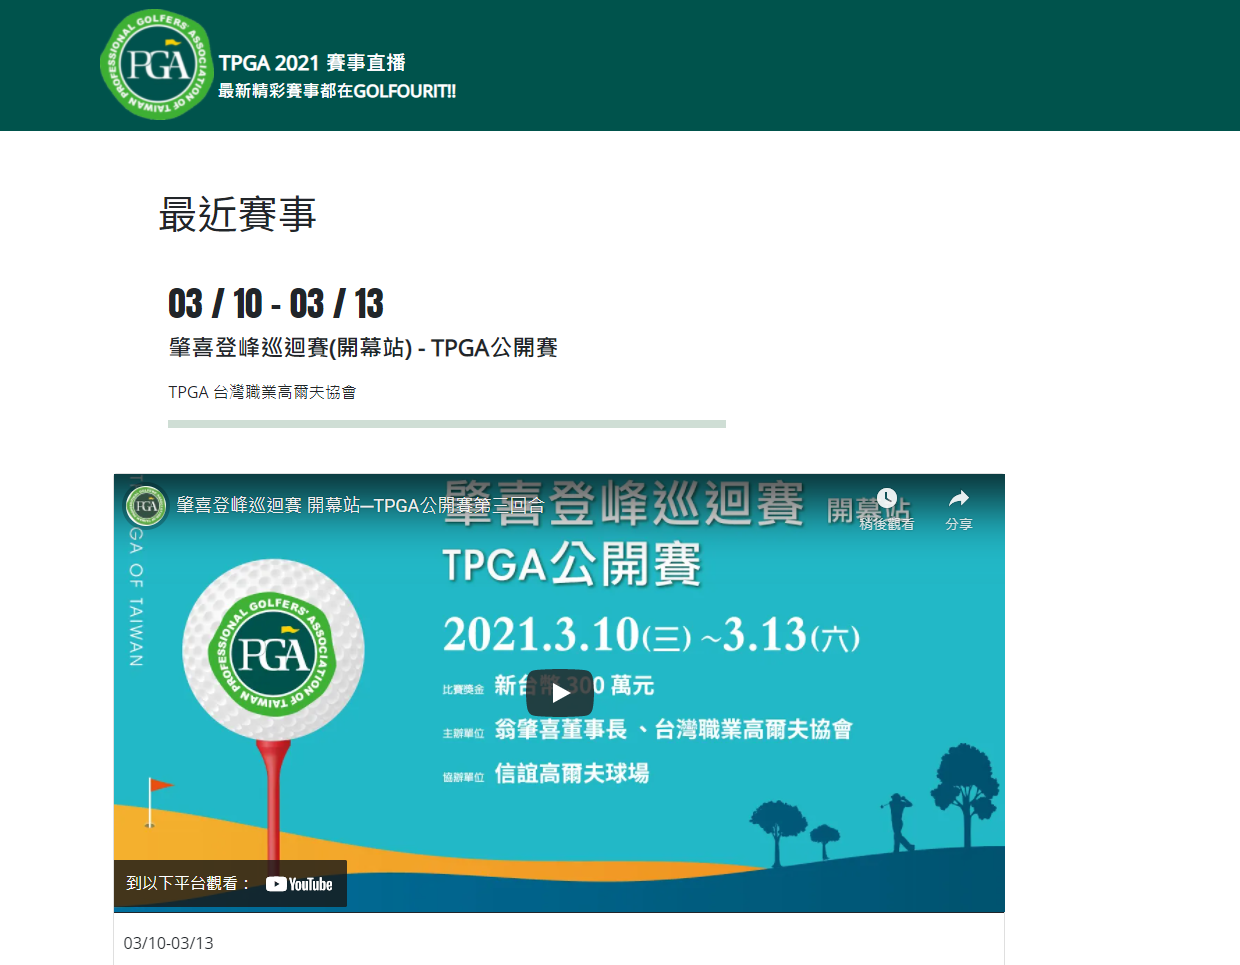 PROFESSIONAL GOLFERS' ASSOCIATION OF TAIWAN
PGA
TPGA 2021 賽事直播
最新精彩賽事都在GOLFOURIT!!
最近賽事
03 / 10 - 03 / 13
肇喜登峰巡迴賽(開幕站) - TPGA公開賽
TPGA 台灣職業高爾夫協會
肇喜登峰巡迴賽 開幕站—TPGA公開賽第三回合
稍後觀看
分享
肇喜登峰巡迴賽 開幕站
TPGA公開賽
2021.3.10(三) ~3.13(六)
比賽獎金 新台幣 300 萬元
主辦單位 翁肇喜董事長、台灣職業高爾夫協會
協辦單位 信誼高爾夫球場
GA OF TAIWAN
PROFESSIONAL GOLFERS' ASSOCIATION OF TAIWAN
PGA
到以下平台觀看：
YouTube
03/10-03/13